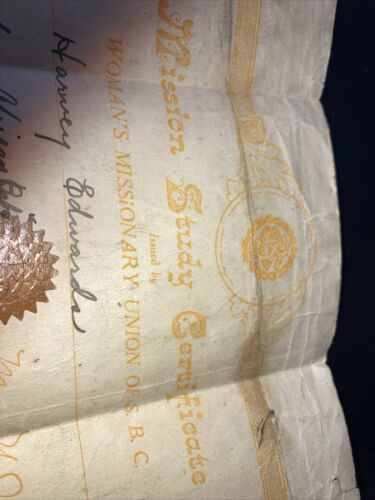 Mission Study Certificate
Issued by
WOMAN'S MISSIONARY UNION OF S. B. C.
Harvey Edwards